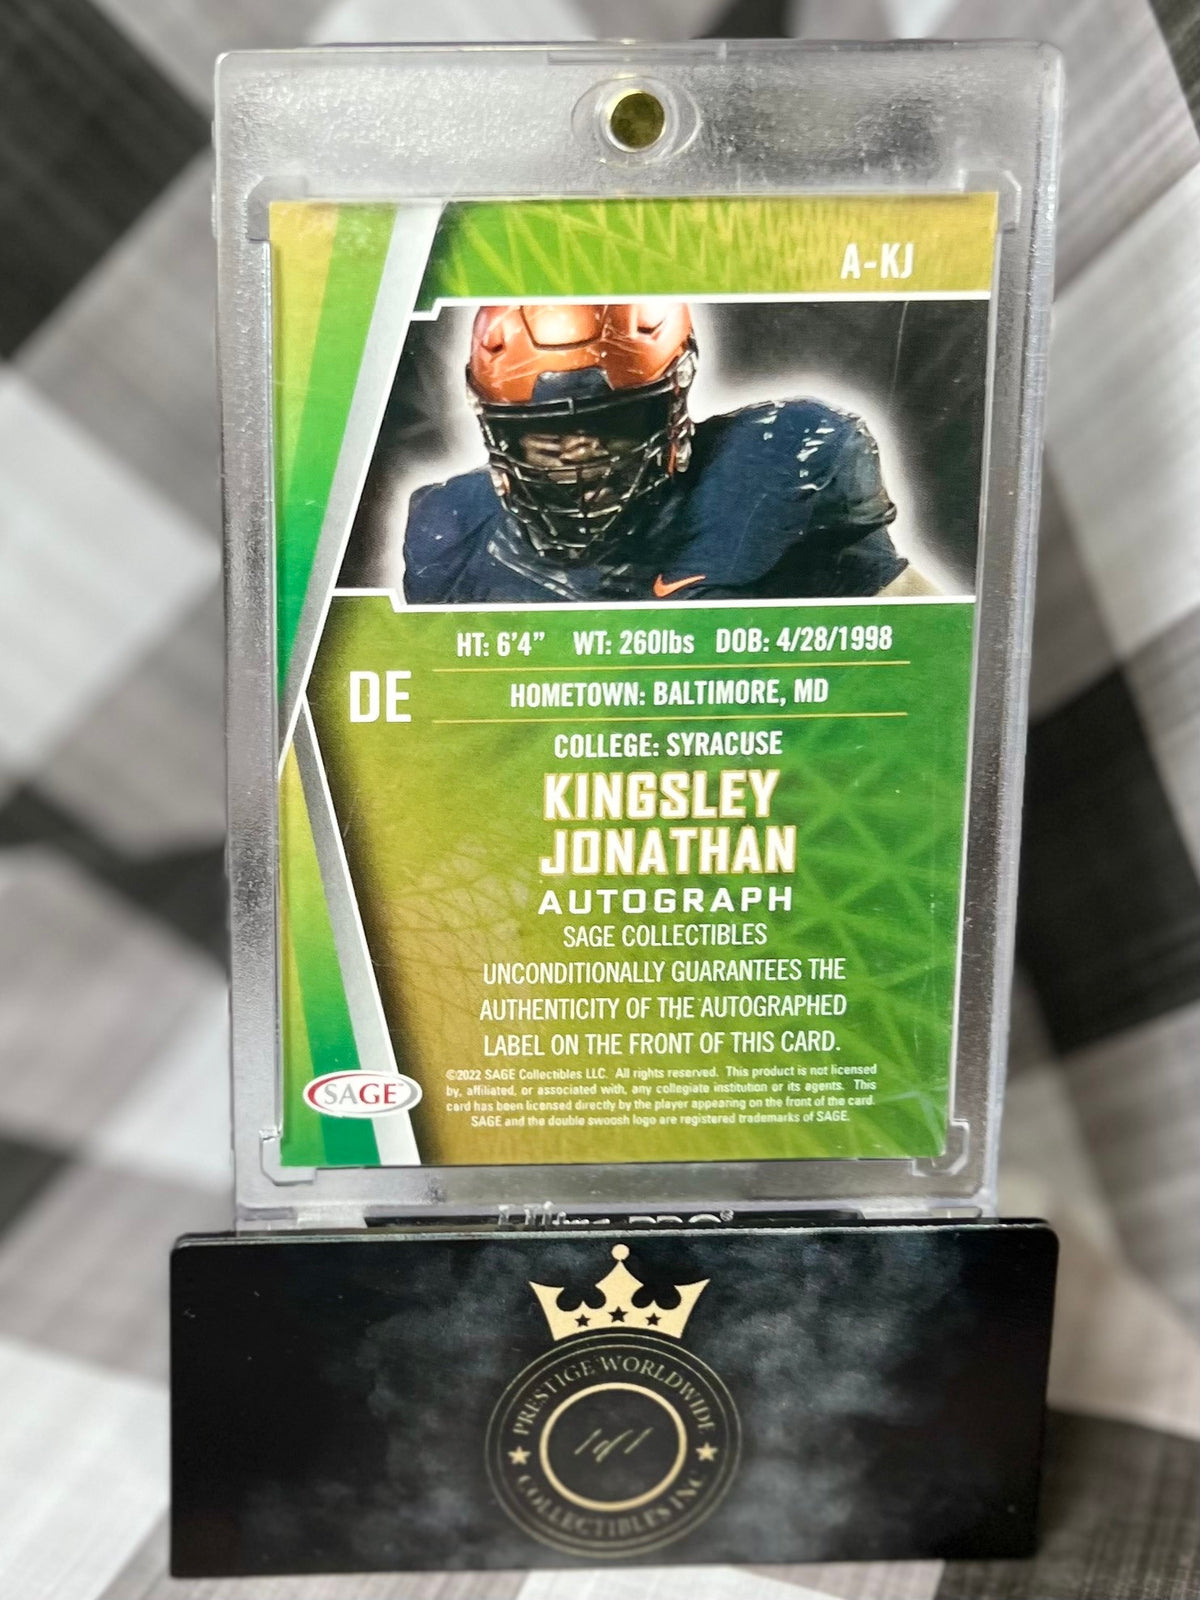 A-KJ
HT: 6'4" WT: 260lbs DOB: 4/28/1998
DE
HOMETOWN: BALTIMORE, MD
COLLEGE: SYRACUSE
KINGSLEY
JONATHAN
AUTOGRAPH
SAGE COLLECTIBLES
UNCONDITIONALLY GUARANTEES THE
AUTHENTICITY OF THE AUTOGRAPHED
LABEL ON THE FRONT OF THIS CARD.
©2022 SAGE Collectibles LLC. All rights reserved. This product is not licensed
by, affiliated, or associated with, any collegiate institution or its agents. This
card has been licensed directly by the player appearing on the front of the card.
SAGE and the double swoosh logo are registered trademarks of SAGE.
SAGE™
PRESTIGE WORLDWIDE
1 of 1
COLLECTIBLES INC